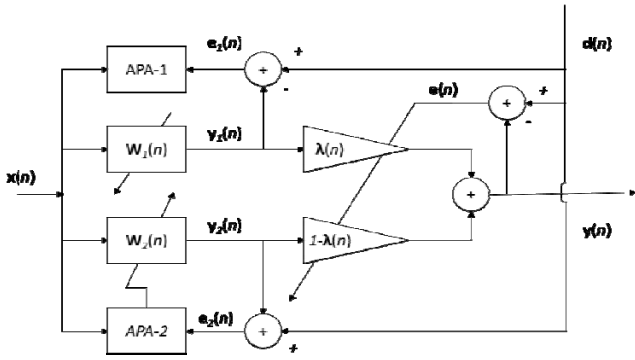 e1(n)
+
d(n)
APA-1
+
-
e(n)
+
+
-
W1(n)
y1(n)
λ(n)
x(n)
+
W2(n)
y2(n)
1-λ(n)
y(n)
APA-2
e2(n)
+
+